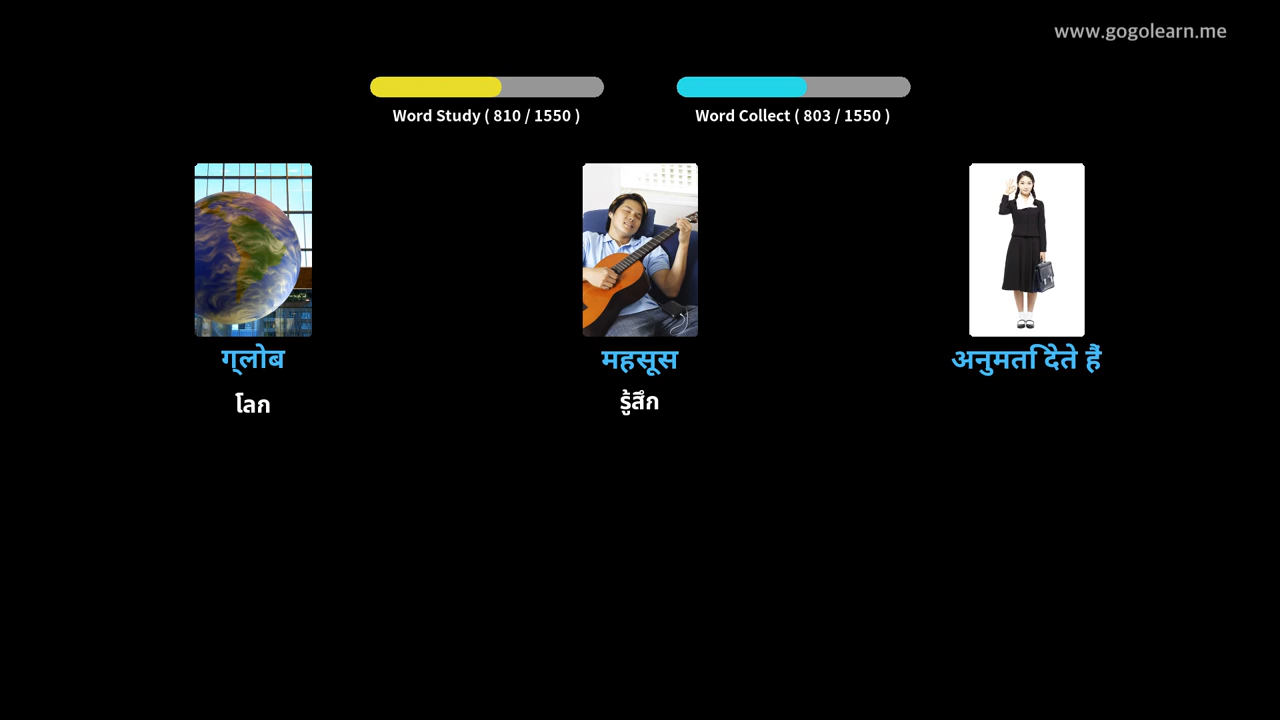 www.gogolearn.me
Word Study ( 810 / 1550 )
Word Collect ( 803 / 1550 )
ग्लोब
महसूस
अनुमति देते हैं
โลก
รู้สึก